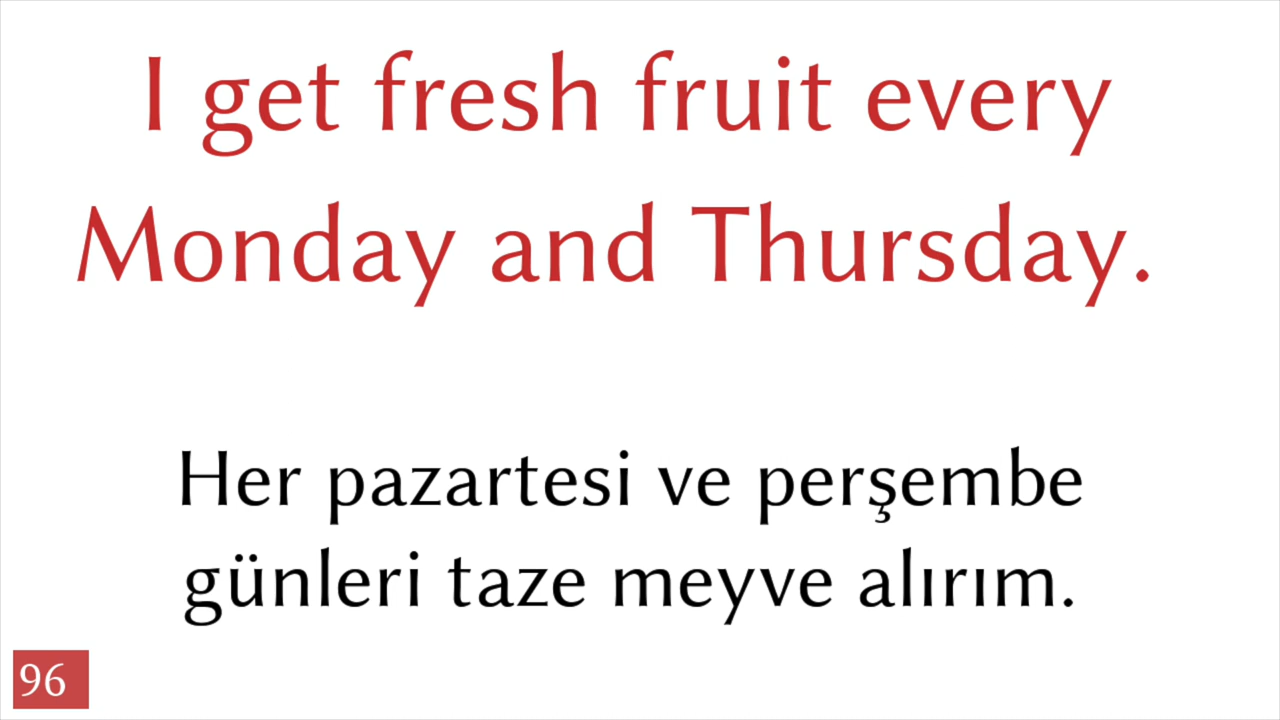 I get fresh fruit every
Monday and Thursday.
Her pazartesi ve perşembe
günleri taze meyve alırım.
96